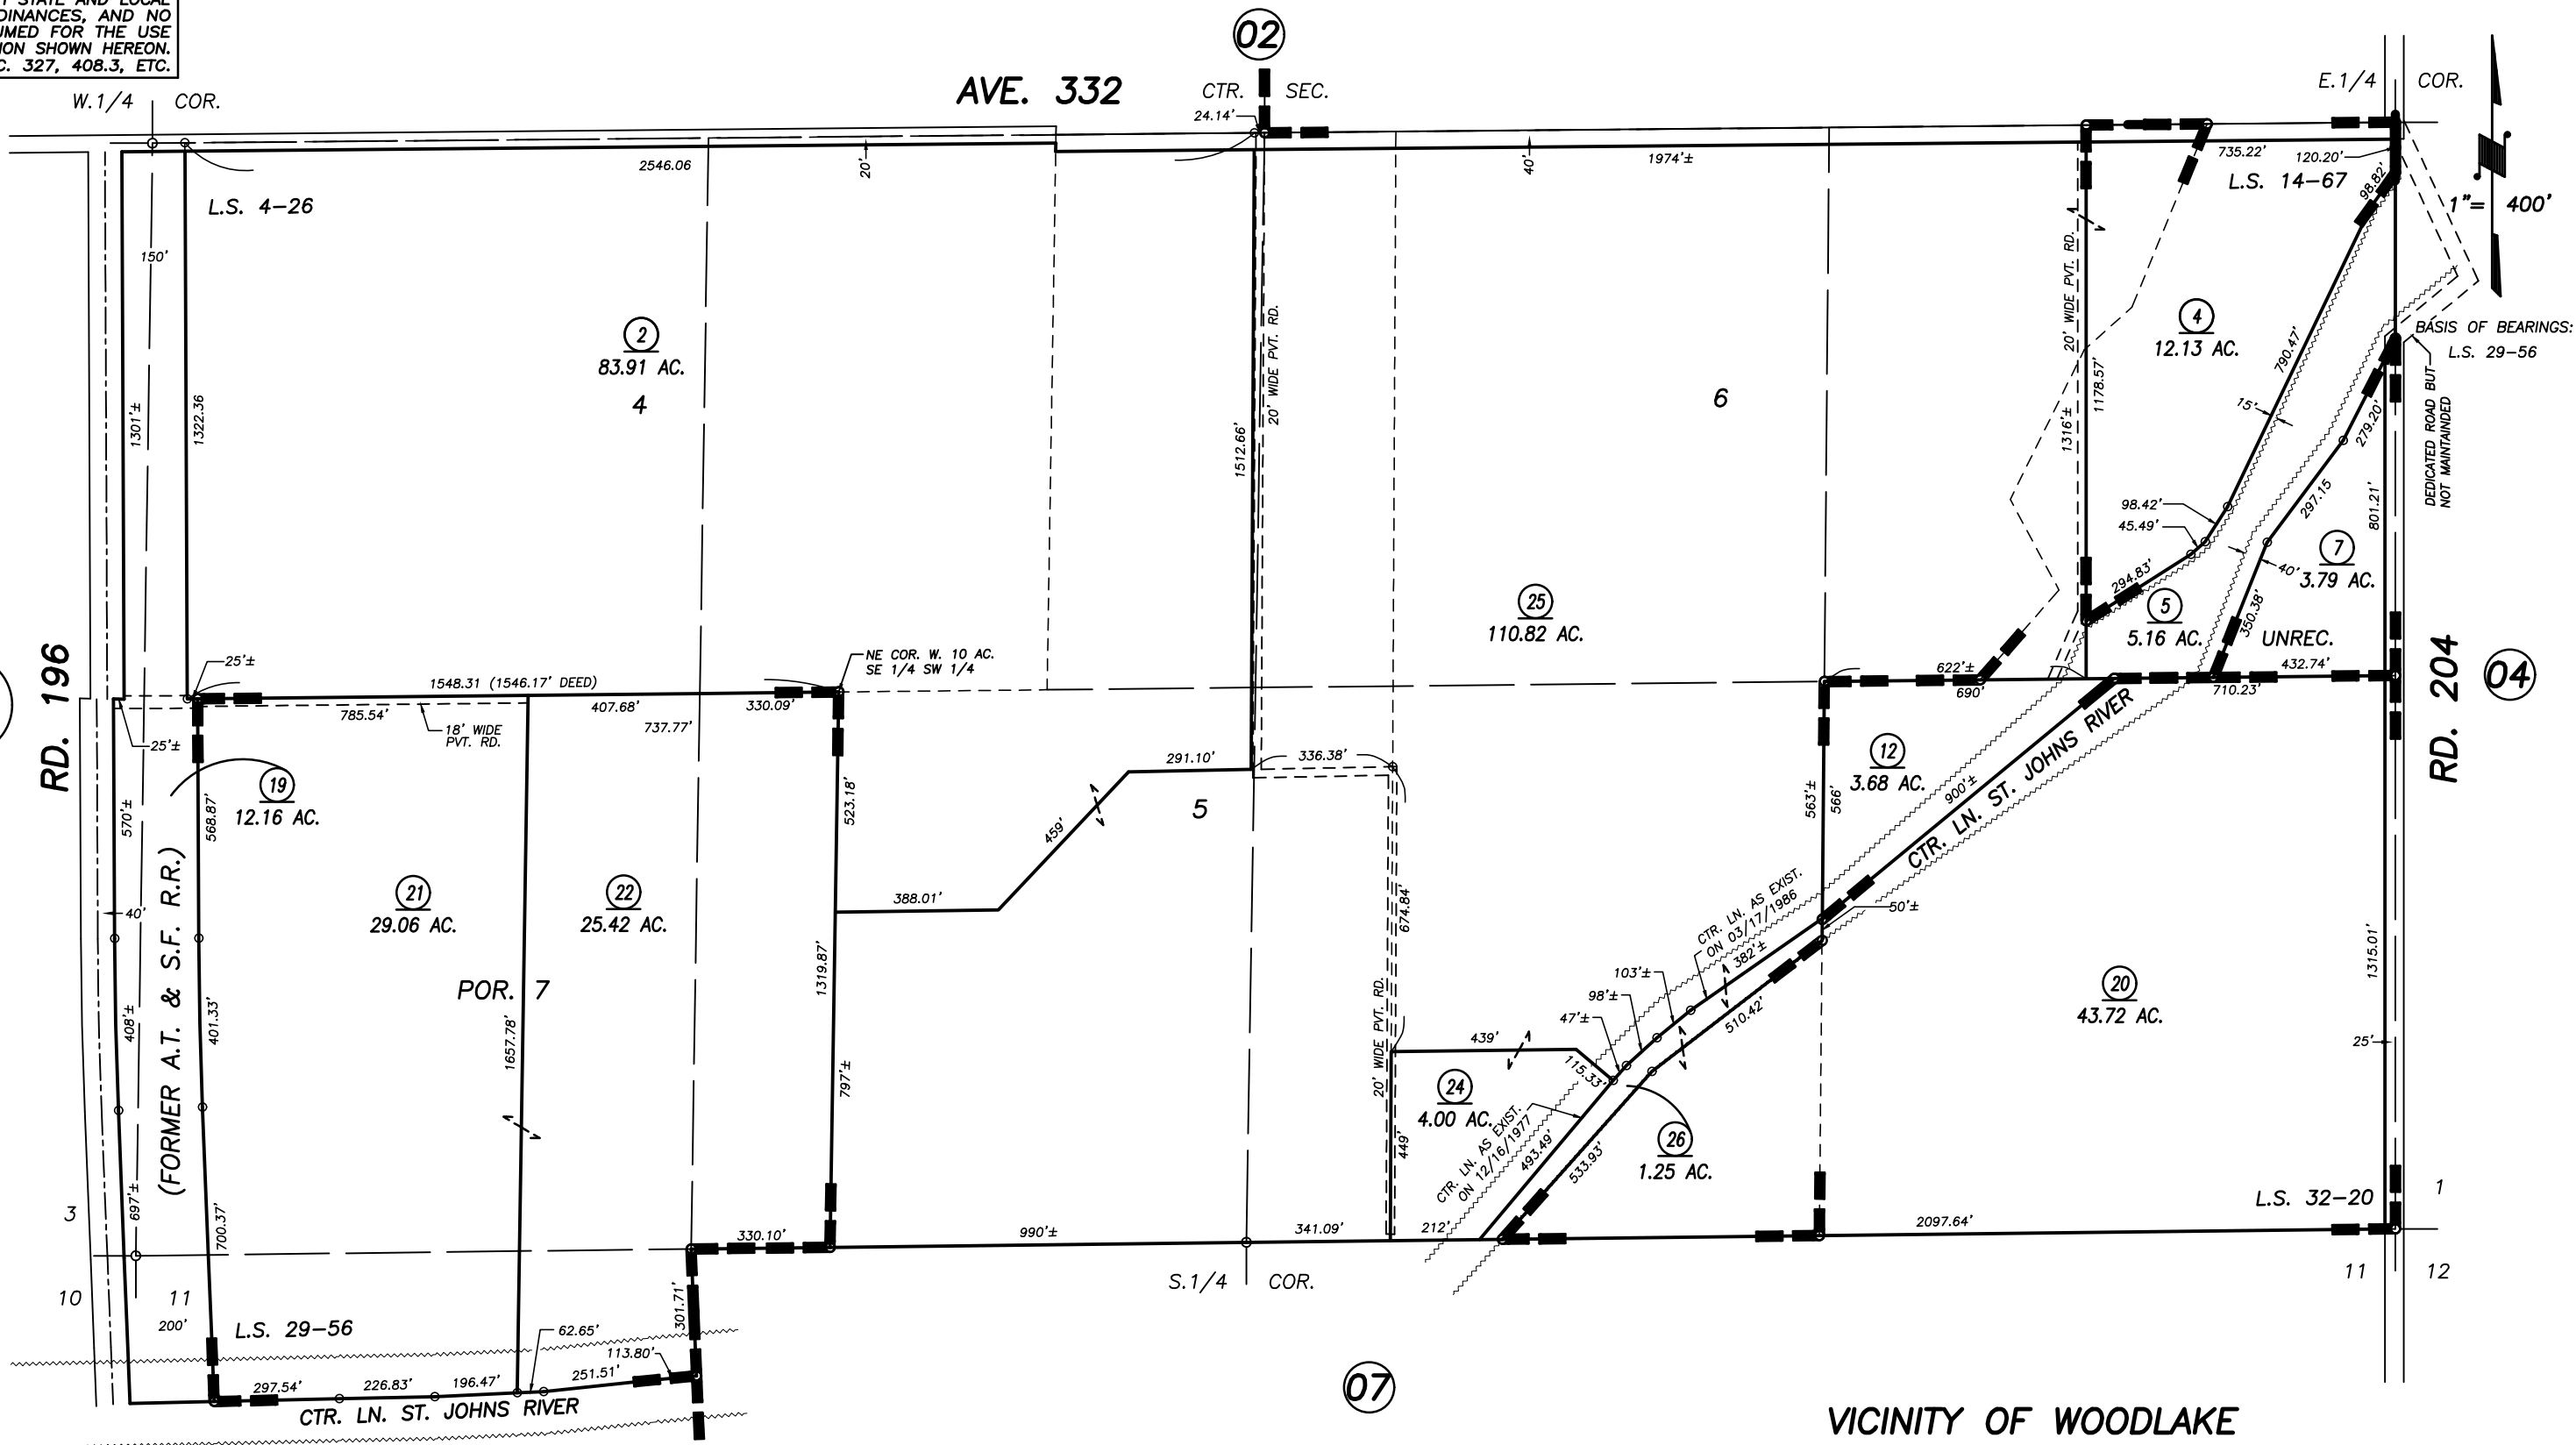 STATE AND LOCAL
DINANCES, AND NO
UMED FOR THE USE
ION SHOWN HEREON.
C. 327, 408.3, ETC.
02
AVE. 332
W.1/4 COR.
CTR. SEC.
E.1/4 COR.
24.14'
2546.06
20'
40'
1974'±
735.22'
120.20'
L.S. 14-67
98.82'
1"= 400'
L.S. 4-26
150'
1301'±
1322.36
2
83.91 AC.
4
1512.66'
20' WIDE PVT. RD.
6
20' WIDE PVT. RD.
1316'±
1178.57'
4
12.13 AC.
790.47'
15'
BASIS OF BEARINGS:
L.S. 29-56
DEDICATED ROAD BUT
NOT MAINTAINDED
279.20'
297.15
801.21'
98.42'
45.49'
294.83'
7
3.79 AC.
40'
350.38'
5
5.16 AC.
UNREC.
432.74'
25
110.82 AC.
622'±
690'
710.23'
RD. 196
RD. 204
04
25'±
NE COR. W. 10 AC.
SE 1/4 SW 1/4
1548.31 (1546.17' DEED)
785.54'
407.68'
330.09'
737.77'
18' WIDE
PVT. RD.
25'±
19
12.16 AC.
570'±
568.87'
523.18'
291.10'
336.38'
5
459'
388.01'
12
3.68 AC.
563'±
566'
900'±
CTR. LN. ST. JOHNS RIVER
50'±
40'
(FORMER A.T. & S.F. R.R.)
21
29.06 AC.
22
25.42 AC.
POR. 7
674.84'
20' WIDE PVT. RD.
CTR. LN. AS EXIST.
ON 03/17/1986
382'±
103'±
98'±
47'±
510.42'
20
43.72 AC.
1315.01'
25'
408'±
401.33'
1657.78'
1319.87'
797'±
439'
115.33'
24
4.00 AC.
449'
CTR. LN. AS EXIST.
ON 12/16/1977
493.49'
533.93'
26
1.25 AC.
3
697'±
700.37'
330.10'
990'±
341.09'
212'
2097.64'
L.S. 32-20
1
S.1/4 COR.
10
11
200'
L.S. 29-56
301.71'
11
12
62.65'
113.80'
297.54'
226.83'
196.47'
251.51'
CTR. LN. ST. JOHNS RIVER
07
VICINITY OF WOODLAKE